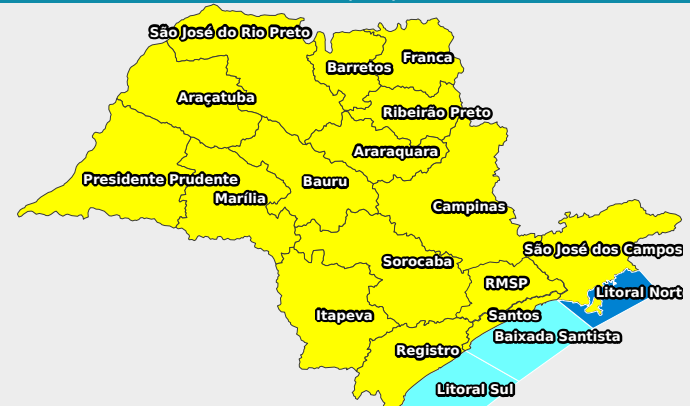 São José do Rio Preto
Franca
Barretos
Araçatuba
Ribeirão Preto
Araraquara
Presidente Prudente
Bauru
Marília
Campinas
São José dos Campos
Sorocaba
RMSP
Litoral Nort
Itapeva
Santos
Baixada Santista
Registro
Litoral Sul